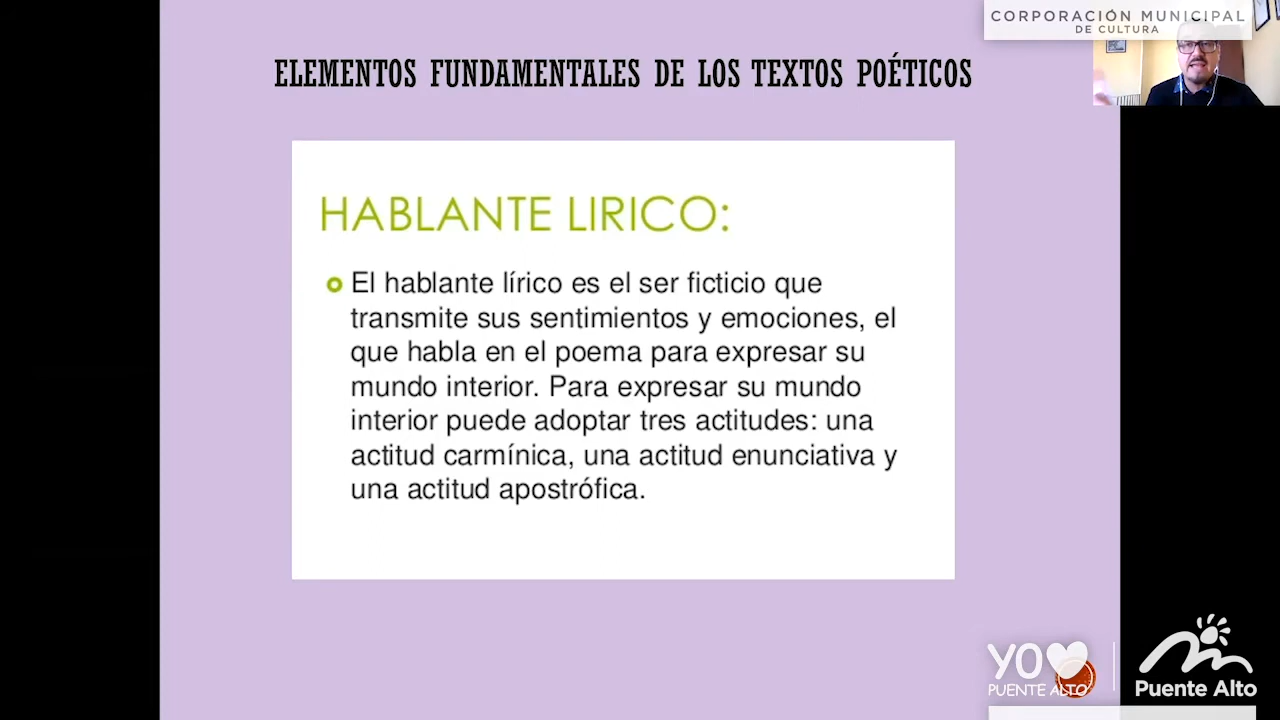 CORPORACIÓN MUNICIPAL
DE CULTURA
ELEMENTOS FUNDAMENTALES DE LOS TEXTOS POÉTICOS
HABLANTE LIRICO:
El hablante lírico es el ser ficticio que
transmite sus sentimientos y emociones, el
que habla en el poema para expresar su
mundo interior. Para expresar su mundo
interior puede adoptar tres actitudes: una
actitud carmínica, una actitud enunciativa y
una actitud apostrófica.
YO
PUENTE ALTO
Puente Alto